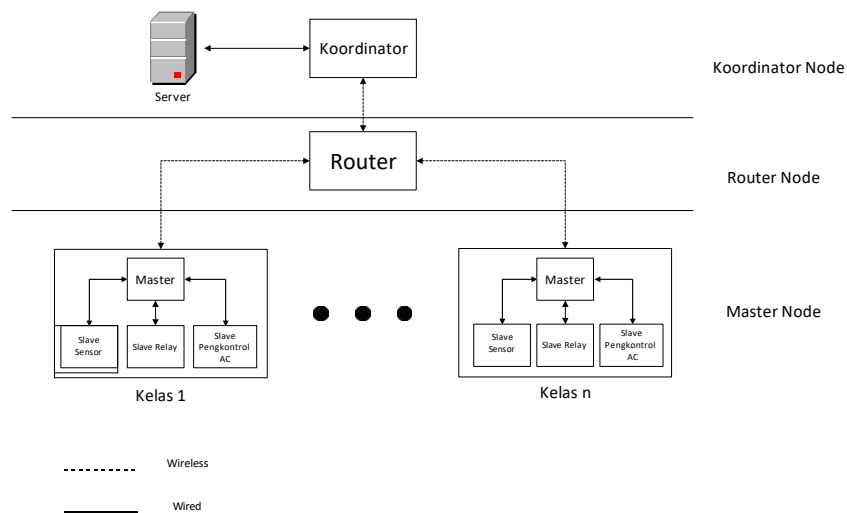 Koordinator
Server
Koordinator Node
Router
Router Node
Master
Slave
Sensor
Slave Relay
Slave
Pengkontrol
AC
Kelas 1
Master
Slave
Sensor
Slave Relay
Slave
Pengkontrol
AC
Kelas n
Master Node
Wireless
Wired